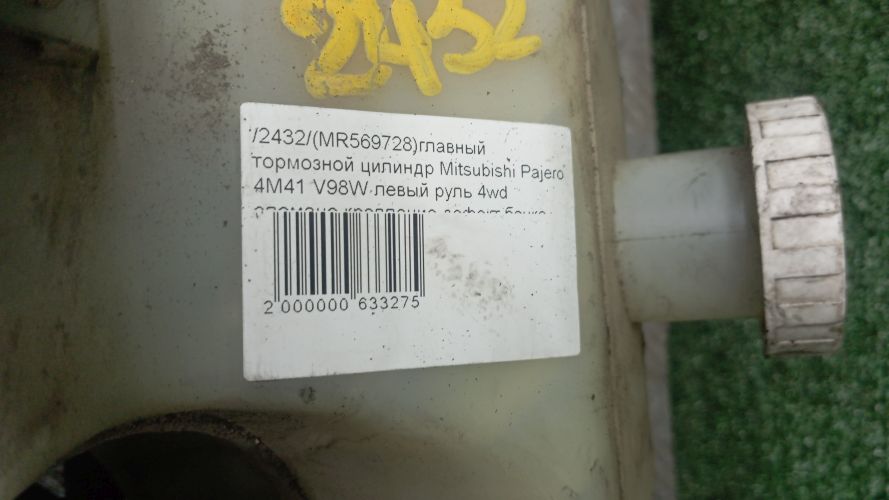 2432
'/2432/(MR569728)главный
тормозной цилиндр Mitsubishi Pajero
4M41 V98W левый руль 4wd
2 000000 633275